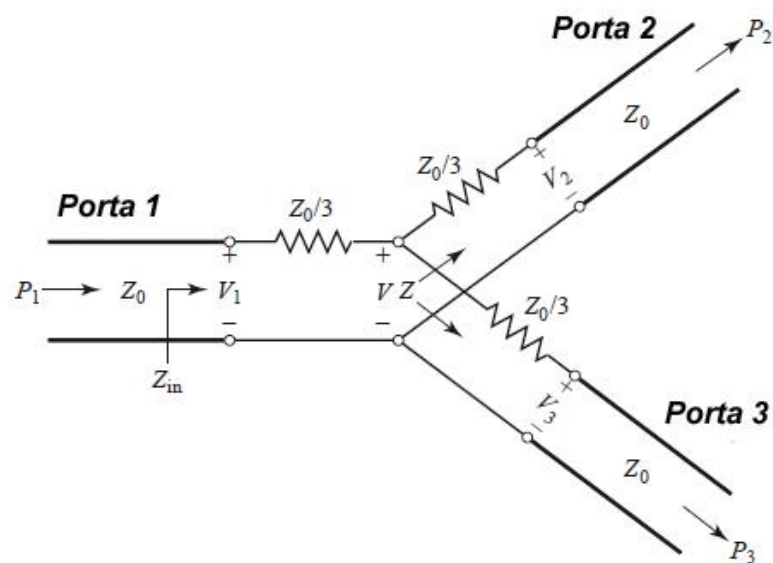 Porta 2
P2
Z0
Z0/3
+
V2
−
Porta 1
Z0/3
+
+
P1
Z0
V1
V
Z
Z0/3
−
−
Zin
+
V3
−
Porta 3
Z0
P3